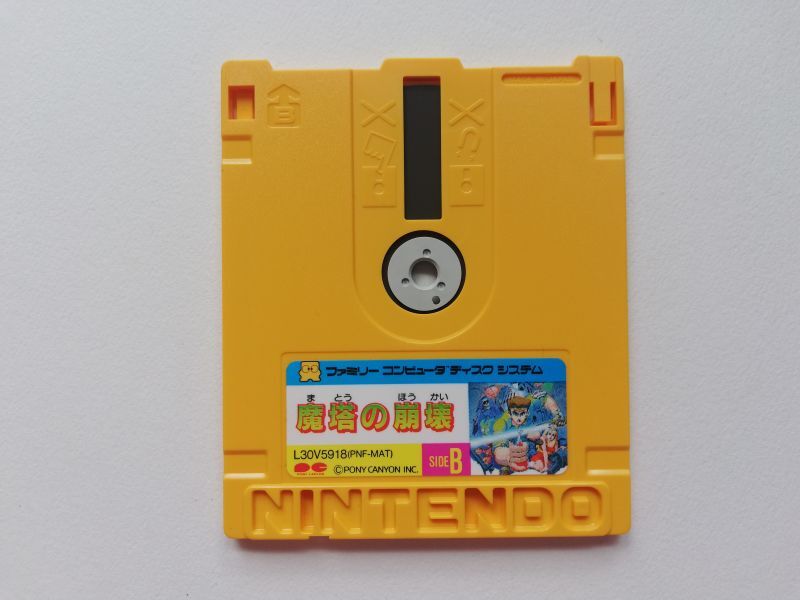 B
ファミリー コンピュータ ディスク システム
まとう ほうかい
魔塔の崩壊
L30V5918(PNF-MAT)
PONY CANYON
©PONY CANYON INC.
SIDE B
NINTENDO